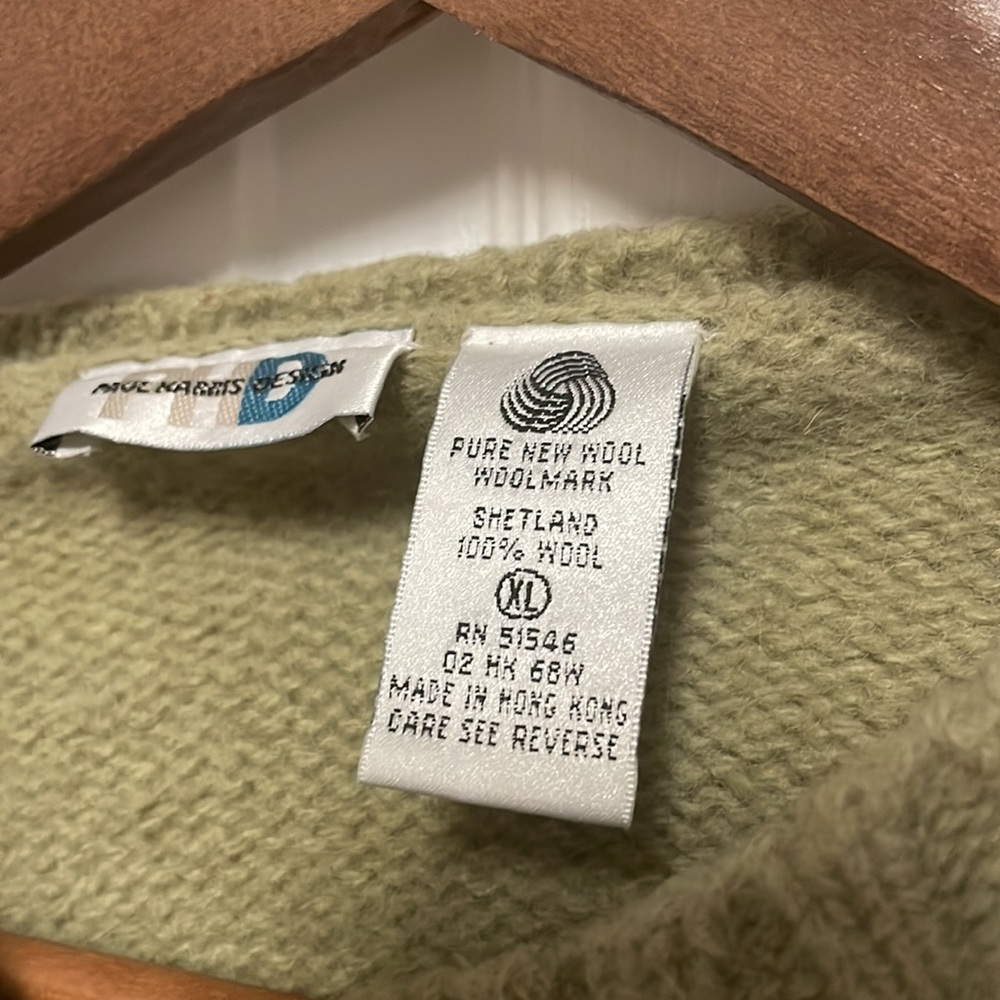 PAUL HARRIS DESIGN
PHD
PURE NEW WOOL
WOOLMARK
SHETLAND
100% WOOL
XL
RN 51546
02 HK 68W
MADE IN HONG KONG
CARE SEE REVERSE